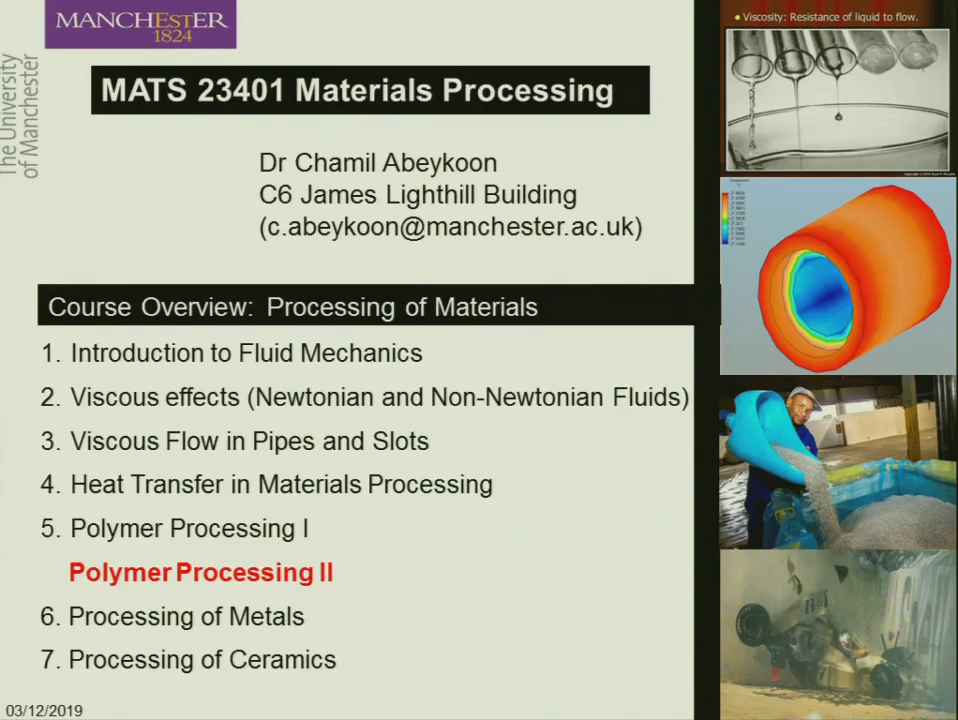 MANCHESTER
1824
The University
of Manchester
MATS 23401 Materials Processing
Dr Chamil Abeykoon
C6 James Lighthill Building
(c.abeykoon@manchester.ac.uk)
Course Overview: Processing of Materials
1. Introduction to Fluid Mechanics
2. Viscous effects (Newtonian and Non-Newtonian Fluids)
3. Viscous Flow in Pipes and Slots
4. Heat Transfer in Materials Processing
5. Polymer Processing I
Polymer Processing II
6. Processing of Metals
7. Processing of Ceramics
03/12/2019
• Viscosity: Resistance of liquid to flow.